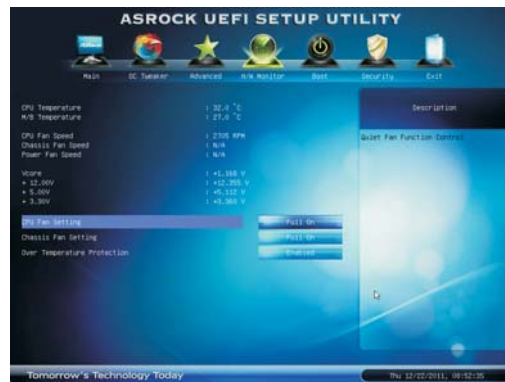 ASROCK UEFI SETUP UTILITY
Main OC Tweaker Advanced H/W Monitor Boot Security Exit
CPU Temperature : 32.0 °C
M/B Temperature : 27.0 °C
CPU Fan Speed : 2705 RPM
Chassis Fan Speed : N/A
Power Fan Speed : N/A
Vcore : +1.168 V
+ 12.00V : +12.355 V
+ 5.00V : +5.112 V
+ 3.30V : +3.360 V
CPU Fan Setting Full On
Chassis Fan Setting Full On
Over Temperature Protection Enabled
Description
Quiet Fan Function Control
Tomorrow's Technology Today
Thu 12/22/2011, 08:52:35